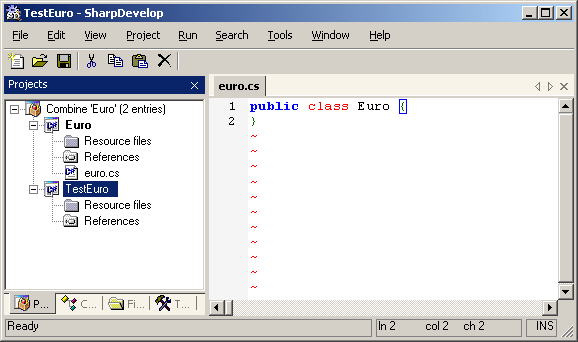 TestEuro - SharpDevelop
File Edit View Project Run Search Tools Window Help
Projects
Combine 'Euro' (2 entries)
Euro
Resource files
References
euro.cs
TestEuro
Resource files
References
P... C... Fi... T...
euro.cs
1 public class Euro {
2 }
~
~
~
~
~
~
~
~
~
~
~
Ready ln 2 col 2 ch 2 INS